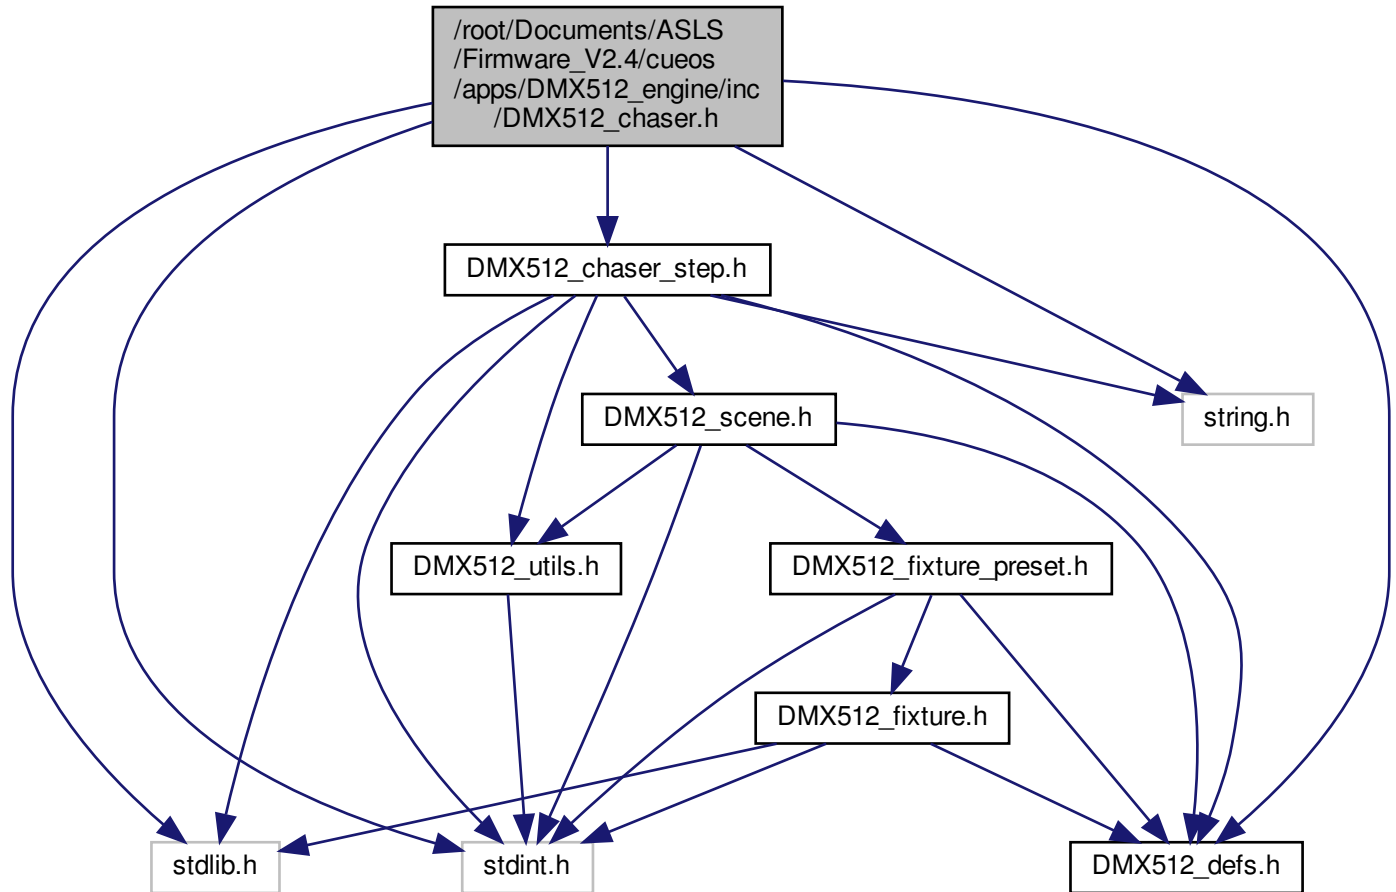 /root/Documents/ASLS
/Firmware_V2.4/cueos
/apps/DMX512_engine/inc
/DMX512_chaser.h
DMX512_chaser_step.h
DMX512_scene.h
string.h
DMX512_utils.h
DMX512_fixture_preset.h
DMX512_fixture.h
stdlib.h
stdint.h
DMX512_defs.h